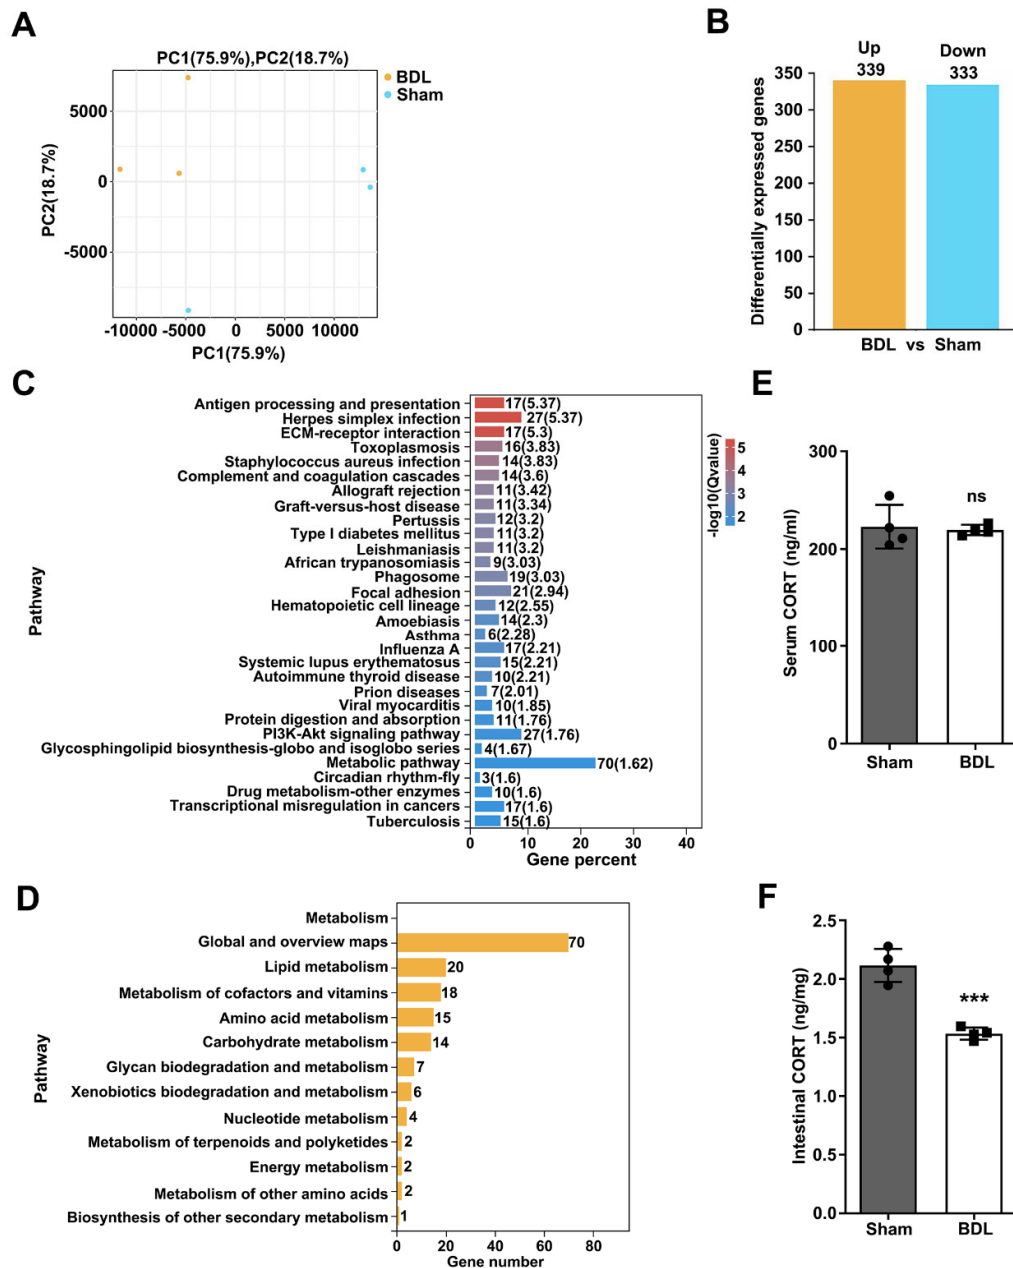 A
PC1(75.9%),PC2(18.7%)
BDL
Sham
5000
0
-5000
PC2(18.7%)
-10000 -5000 0 5000 10000
PC1(75.9%)
B
Up
339
Down
333
350
300
250
200
150
100
50
0
Differentially expressed genes
BDL vs Sham
C
Pathway
Antigen processing and presentation 17(5.37)
Herpes simplex infection 27(5.37)
ECM-receptor interaction 17(5.3)
Toxoplasmosis 16(3.83)
Staphylococcus aureus infection 14(3.83)
Complement and coagulation cascades 14(3.6)
Allograft rejection 11(3.42)
Graft-versus-host disease 11(3.34)
Pertussis 12(3.2)
Type I diabetes mellitus 11(3.2)
Leishmaniasis 11(3.2)
African trypanosomiasis 9(3.03)
Phagosome 19(3.03)
Focal adhesion 21(2.94)
Hematopoietic cell lineage 12(2.55)
Amoebiasis 14(2.3)
Asthma 6(2.28)
Influenza A 17(2.21)
Systemic lupus erythematosus 15(2.21)
Autoimmune thyroid disease 10(2.21)
Prion diseases 7(2.01)
Viral myocarditis 10(1.85)
Protein digestion and absorption 11(1.76)
PI3K-Akt signaling pathway 27(1.76)
Glycosphingolipid biosynthesis-globo and isoglobo series 4(1.67)
Metabolic pathway 70(1.62)
Circadian rhythm-fly 3(1.6)
Drug metabolism-other enzymes 10(1.6)
Transcriptional misregulation in cancers 17(1.6)
Tuberculosis 15(1.6)
0 10 20 30 40
Gene percent
-log10(Qvalue)
5
4
3
2
E
300
200
100
0
Serum CORT (ng/ml)
ns
Sham BDL
D
Pathway
Metabolism
Global and overview maps 70
Lipid metabolism 20
Metabolism of cofactors and vitamins 18
Amino acid metabolism 15
Carbohydrate metabolism 14
Glycan biodegradation and metabolism 7
Xenobiotics biodegradation and metabolism 6
Nucleotide metabolism 4
Metabolism of terpenoids and polyketides 2
Energy metabolism 2
Metabolism of other amino acids 2
Biosynthesis of other secondary metabolism 1
0 20 40 60 80
Gene number
F
2.5
2.0
1.5
1.0
0.5
0.0
Intestinal CORT (ng/mg)
***
Sham BDL